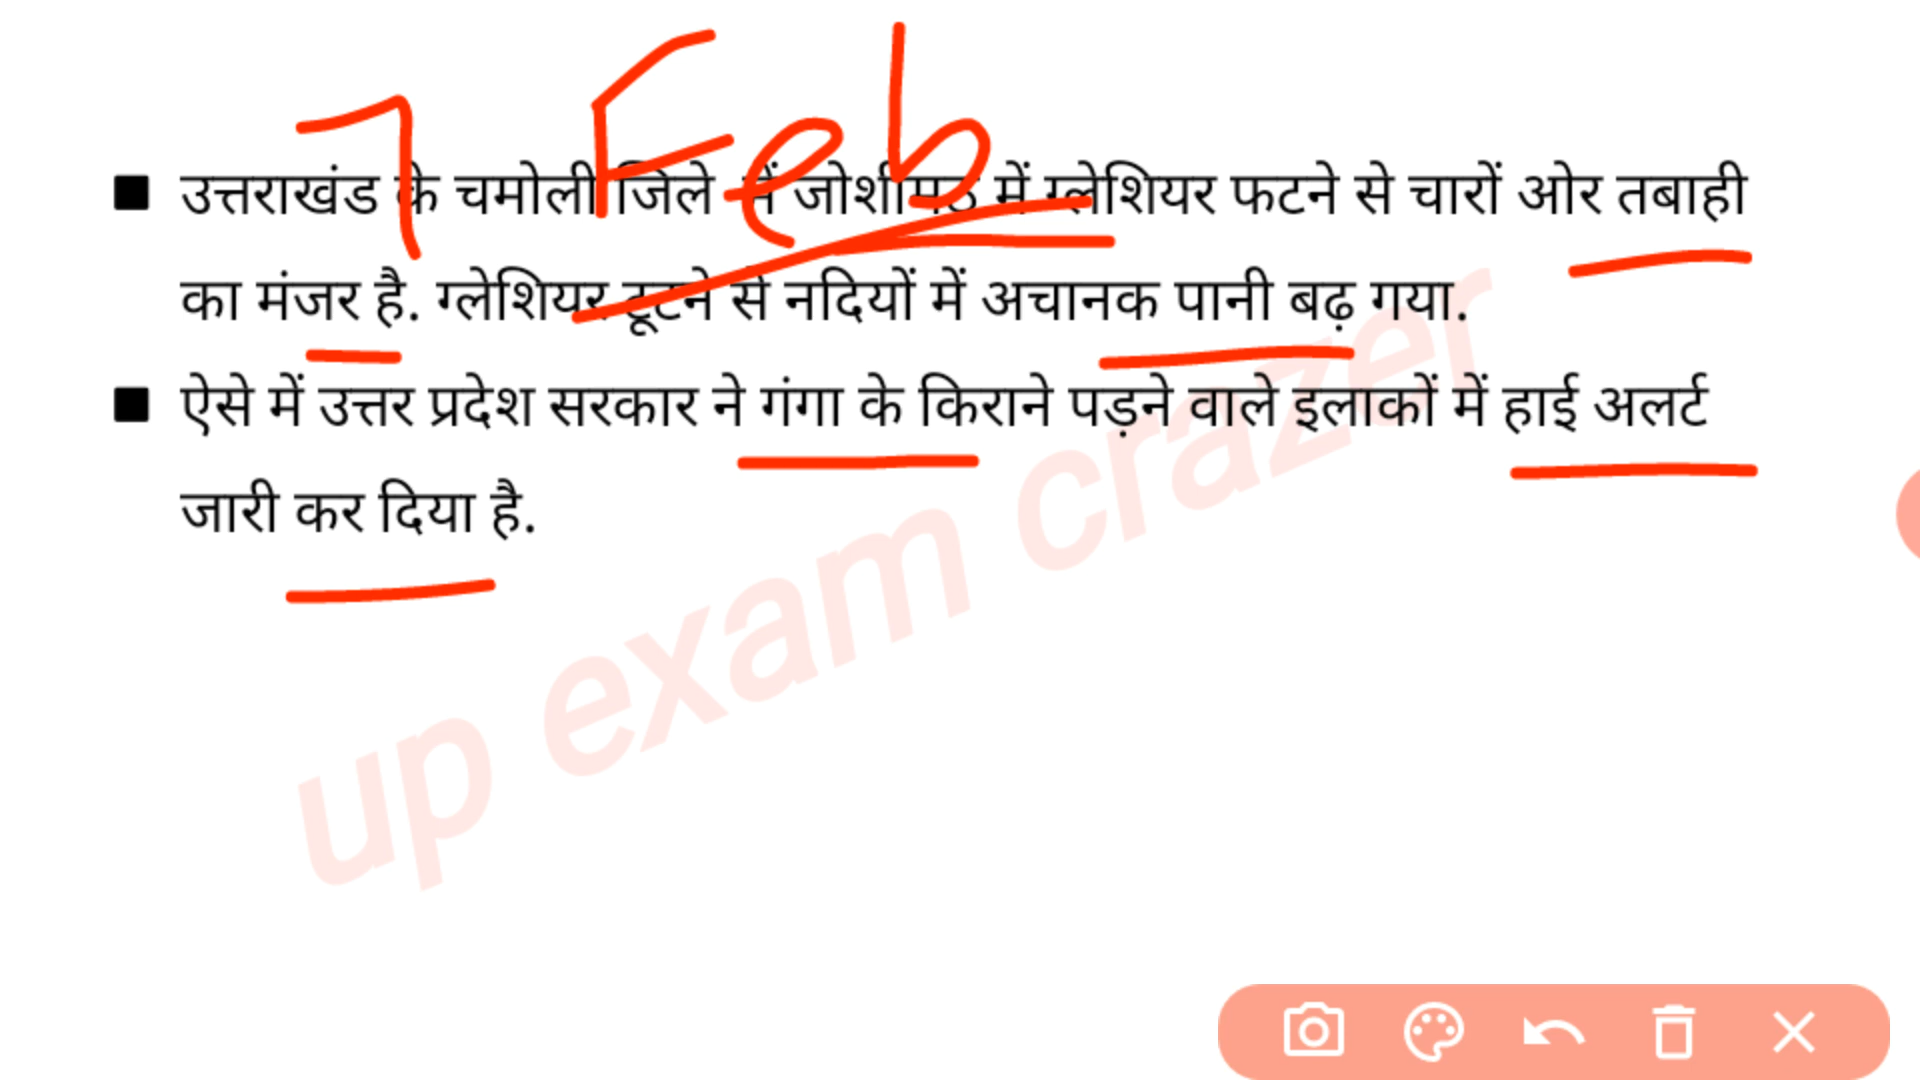 7 Feb
■ उत्तराखंड के चमोली जिले में जोशीमठ में ग्लेशियर फटने से चारों ओर तबाही
का मंजर है. ग्लेशियर टूटने से नदियों में अचानक पानी बढ़ गया.
■ ऐसे में उत्तर प्रदेश सरकार ने गंगा के किराने पड़ने वाले इलाकों में हाई अलर्ट
जारी कर दिया है.
up exam crazer